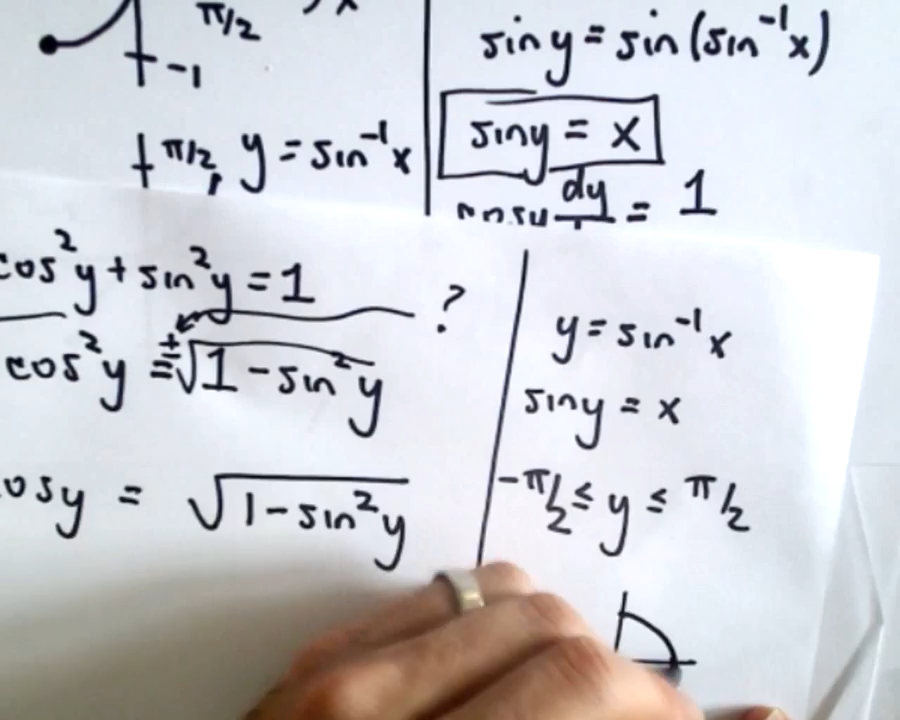 π/2
-1
π/2, y = sin⁻¹x
sin y = sin(sin⁻¹x)
sin y = x
dy = 1
cos²y + sin²y = 1
?
cos²y = ±√1 - sin²y
osy = √1 - sin²y
y = sin⁻¹x
sin y = x
-π/2 ≤ y ≤ π/2